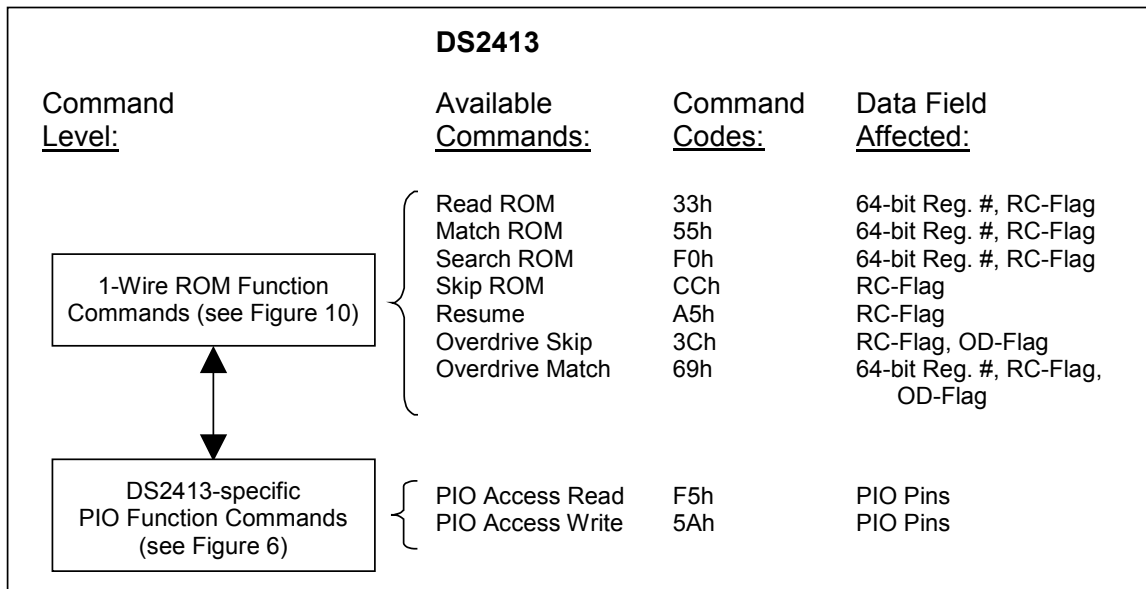 DS2413
Command Level:
Available Commands:
Command Codes:
Data Field Affected:
1-Wire ROM Function
Commands (see Figure 10)
Read ROM 33h 64-bit Reg. #, RC-Flag
Match ROM 55h 64-bit Reg. #, RC-Flag
Search ROM F0h 64-bit Reg. #, RC-Flag
Skip ROM CCh RC-Flag
Resume A5h RC-Flag
Overdrive Skip 3Ch RC-Flag, OD-Flag
Overdrive Match 69h 64-bit Reg. #, RC-Flag,
OD-Flag
DS2413-specific
PIO Function Commands
(see Figure 6)
PIO Access Read F5h PIO Pins
PIO Access Write 5Ah PIO Pins